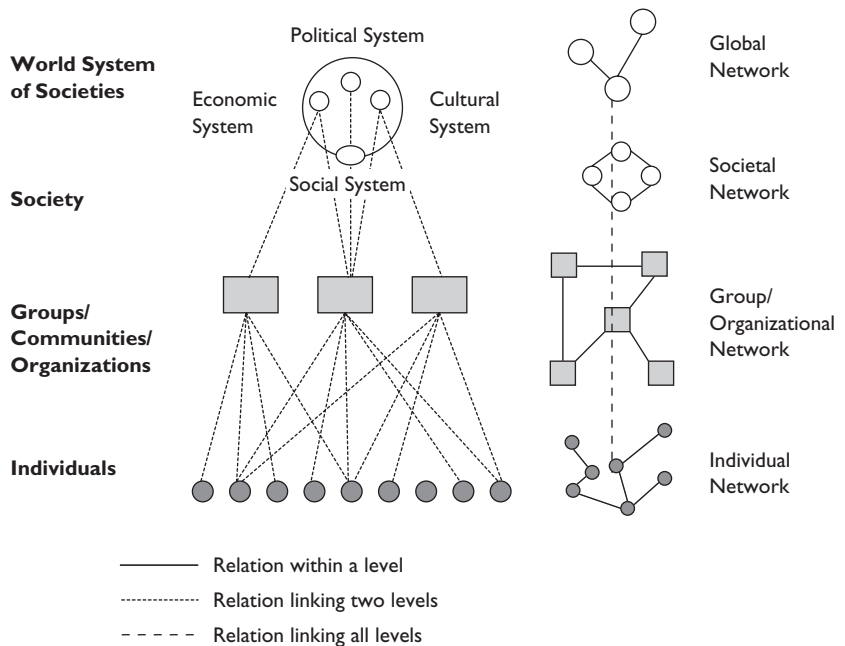 Political System
World System
of Societies
Economic
System
Cultural
System
Global
Network
Social System
Society
Societal
Network
Groups/
Communities/
Organizations
Group/
Organizational
Network
Individuals
Individual
Network
Relation within a level
Relation linking two levels
Relation linking all levels